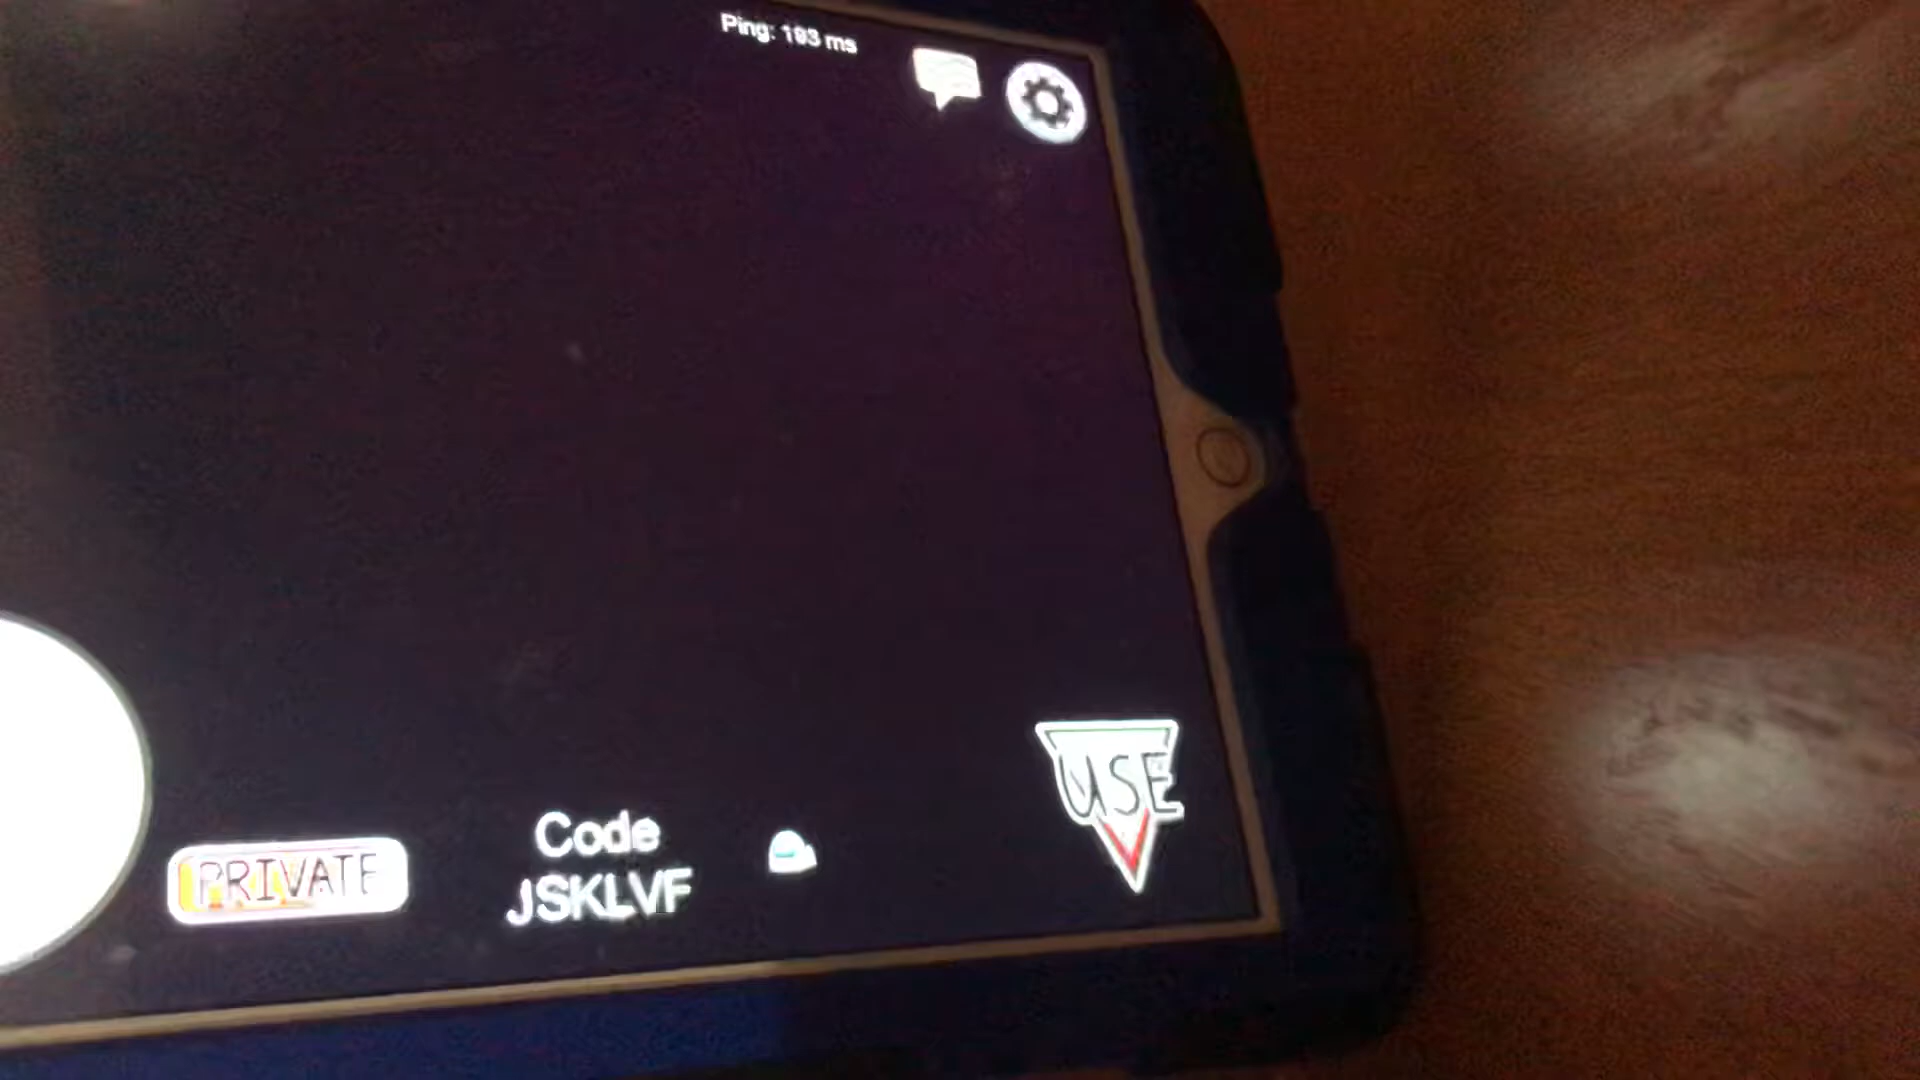 Ping: 193 ms
USE
PRIVATE
Code
JSKLVF